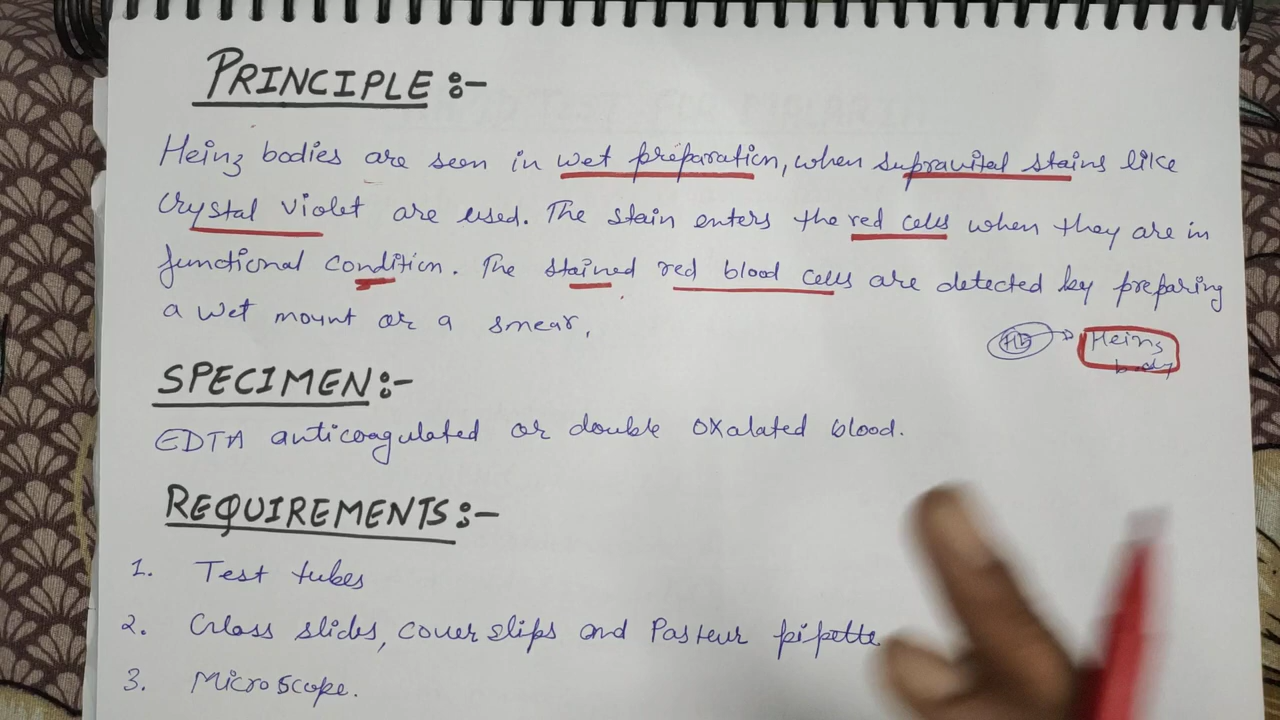 PRINCIPLE :-
Heinz bodies are seen in wet preparation, when supravital stains like
Crystal violet are used. The stain enters the red cells when they are in
functional condition. The stained red blood cells are detected by preparing
a wet mount or a smear.
HB → Heinz
body
SPECIMEN :-
EDTA anticoagulated or double oxalated blood.
REQUIREMENTS :-
1. Test tubes
2. Glass slides, cover slips and Pasteur pipette
3. Microscope.